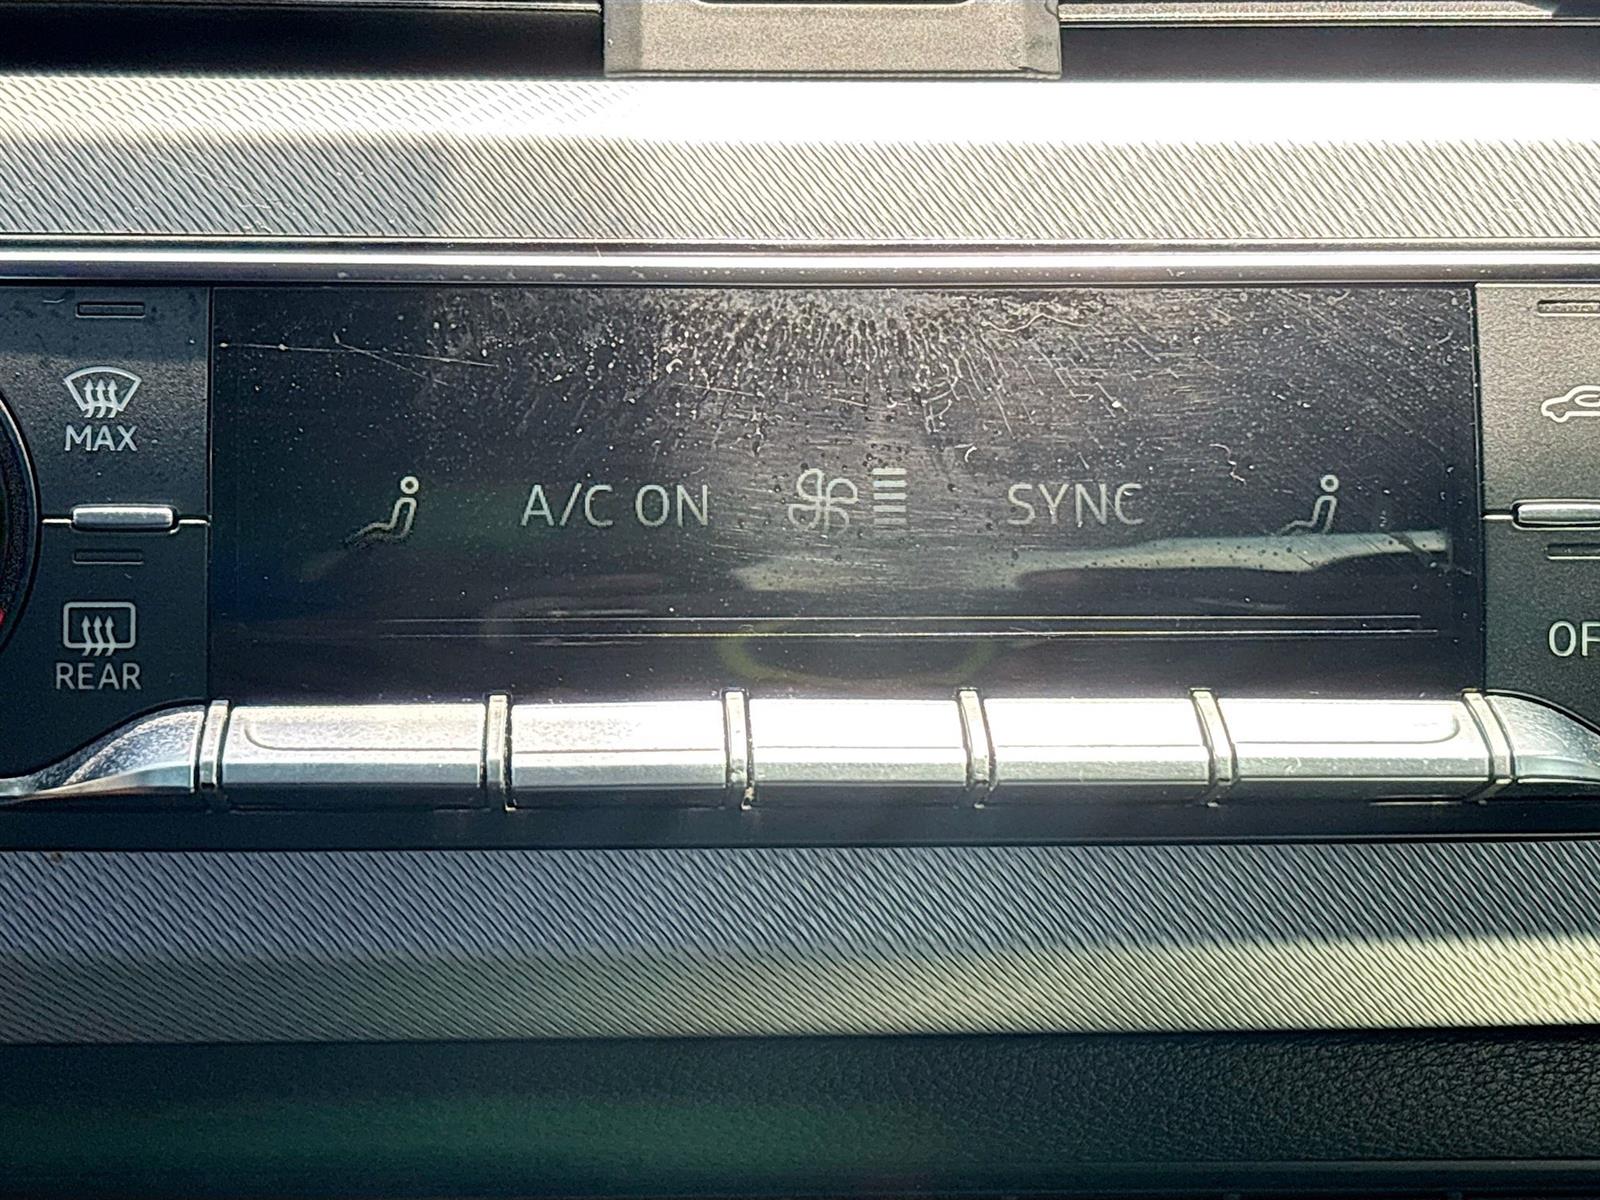 MAX
A/C ON
SYNC
REAR